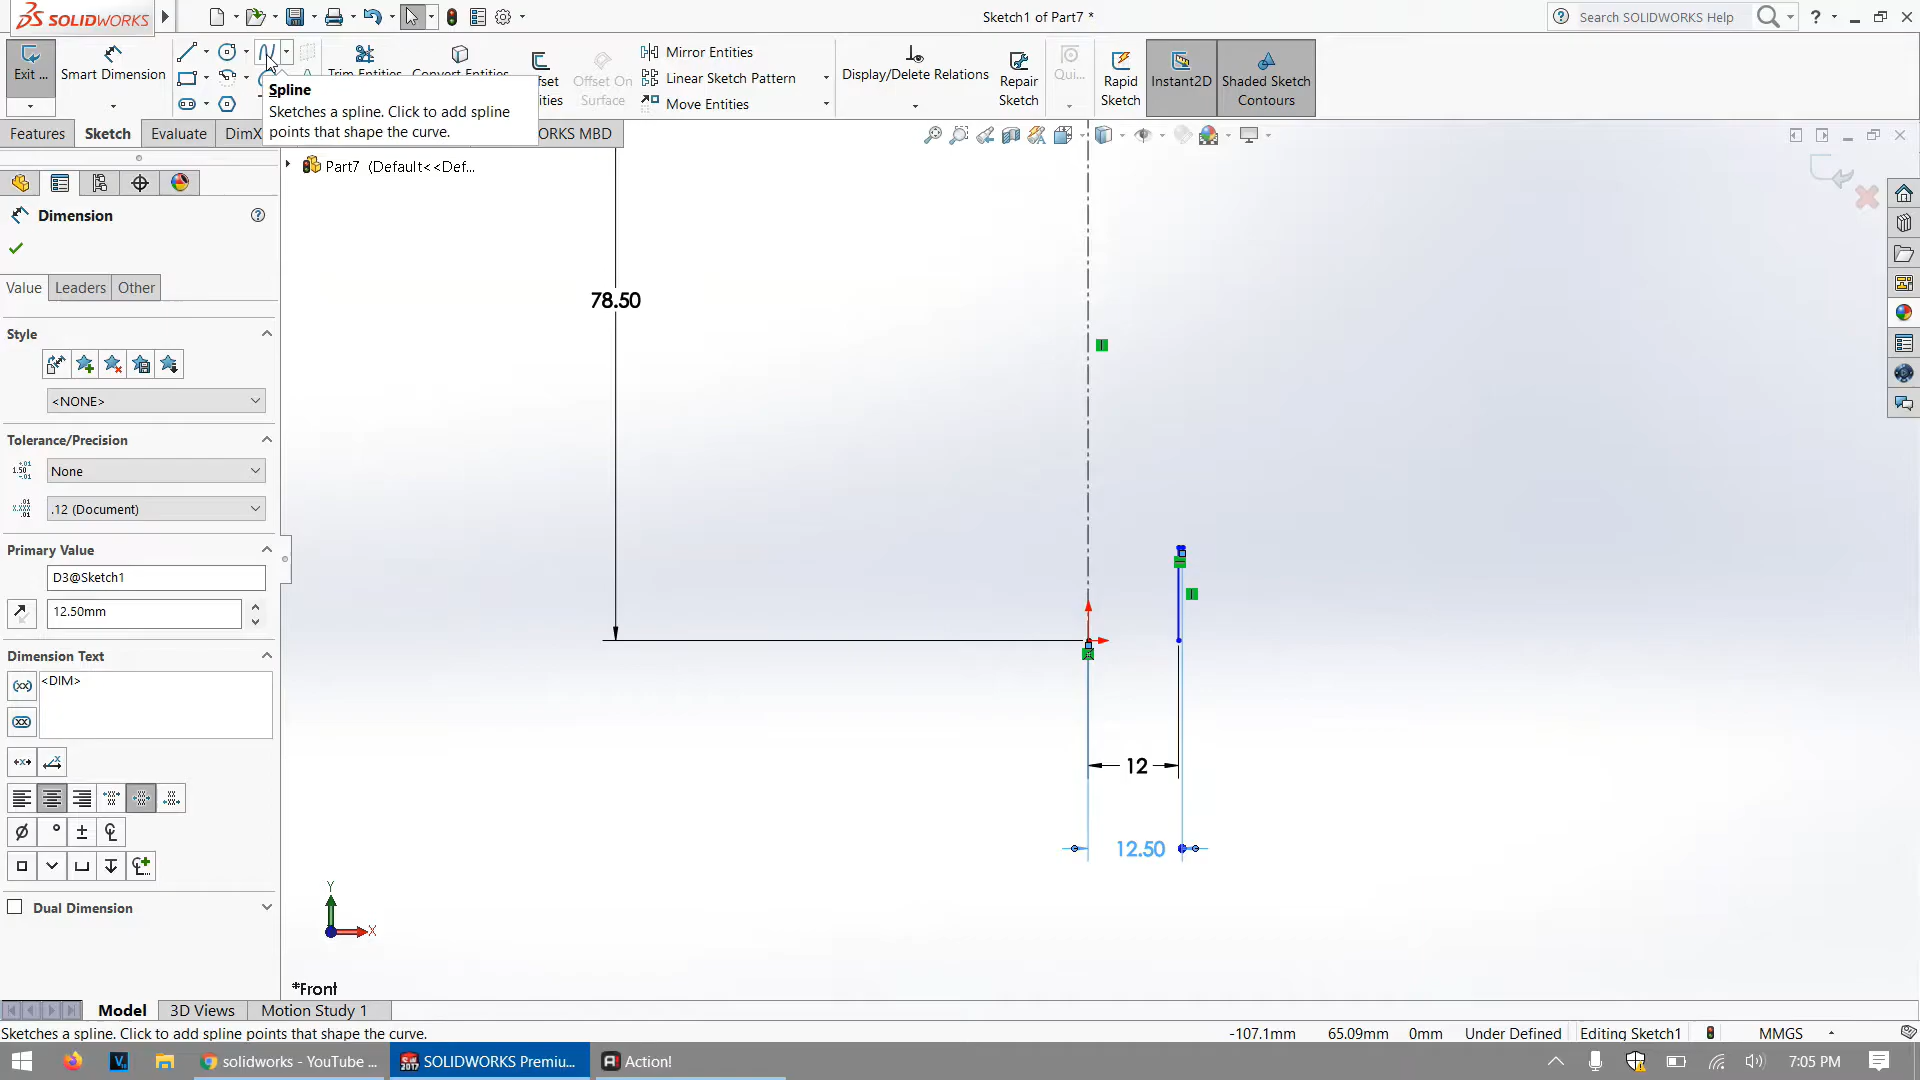 SOLIDWORKS
Sketch1 of Part7 *
Search SOLIDWORKS Help
Exit ...
Smart Dimension
Trim Entities
Convert Entities
Offset On
Surface
Mirror Entities
Linear Sketch Pattern
Move Entities
Display/Delete Relations
Repair
Sketch
Qui...
Rapid
Sketch
Instant2D
Shaded Sketch
Contours
Spline
Sketches a spline. Click to add spline
points that shape the curve.
Features
Sketch
Evaluate
DimX
ORKS MBD
Part7 (Default<<Def...
Dimension
Value
Leaders
Other
Style
<NONE>
Tolerance/Precision
None
.12 (Document)
Primary Value
D3@Sketch1
12.50mm
Dimension Text
<DIM>
Dual Dimension
78.50
12
12.50
Y
X
*Front
Model
3D Views
Motion Study 1
Sketches a spline. Click to add spline points that shape the curve.
-107.1mm
65.09mm
0mm
Under Defined
Editing Sketch1
MMGS
solidworks - YouTube ...
SOLIDWORKS Premiu...
Action!
7:05 PM